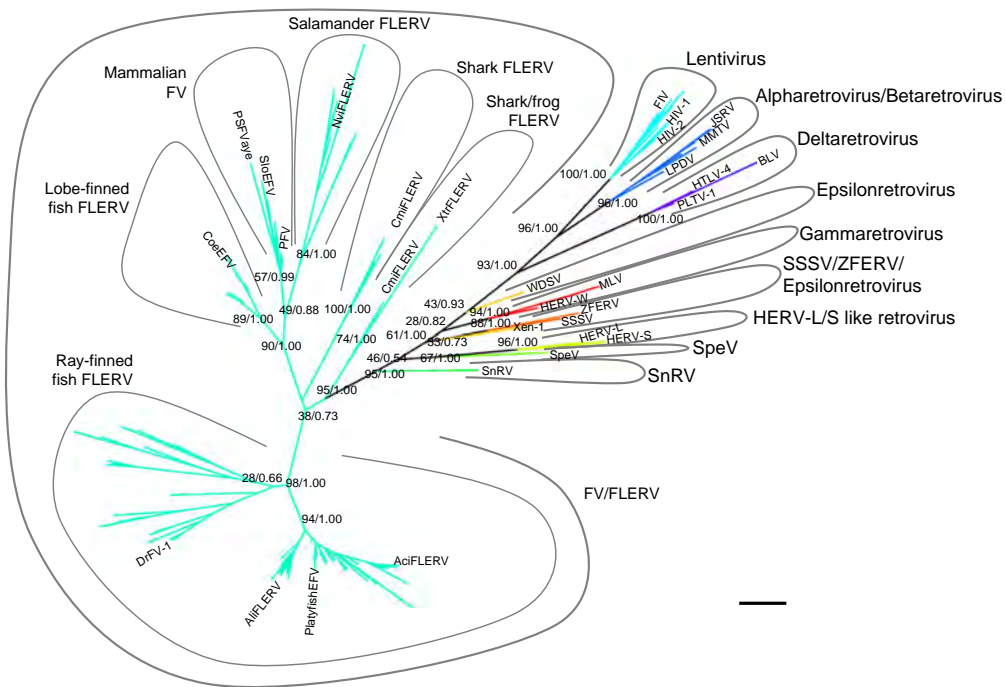 Salamander FLERV
Mammalian
FV
Shark FLERV
Shark/frog
FLERV
Lobe-finned
fish FLERV
Ray-finned
fish FLERV
FV/FLERV
Lentivirus
Alpharetrovirus/Betaretrovirus
Deltaretrovirus
Epsilonretrovirus
Gammaretrovirus
SSSV/ZFERV/
Epsilonretrovirus
HERV-L/S like retrovirus
SpeV
SnRV
PSFVaye
SloEFV
PFV
NviFLERV
CoeEFV
CmiFLERV
CmiFLERV
XtrFLERV
FIV
HIV-1
HIV-2
JSRV
MMTV
LPDV
BLV
HTLV-4
PLTV-1
WDSV
MLV
HERV-W
ZFERV
Xen-1
SSSV
HERV-L
HERV-S
SpeV
SnRV
DrFV-1
AliFLERV
PlatyfishEFV
AciFLERV
100/1.00
96/1.00
100/1.00
96/1.00
93/1.00
43/0.93
94/1.00
28/0.82
88/1.00
61/1.00
33/0.73
96/1.00
46/0.54
67/1.00
95/1.00
95/1.00
84/1.00
57/0.99
49/0.88
100/1.00
74/1.00
89/1.00
90/1.00
38/0.73
28/0.66
98/1.00
94/1.00